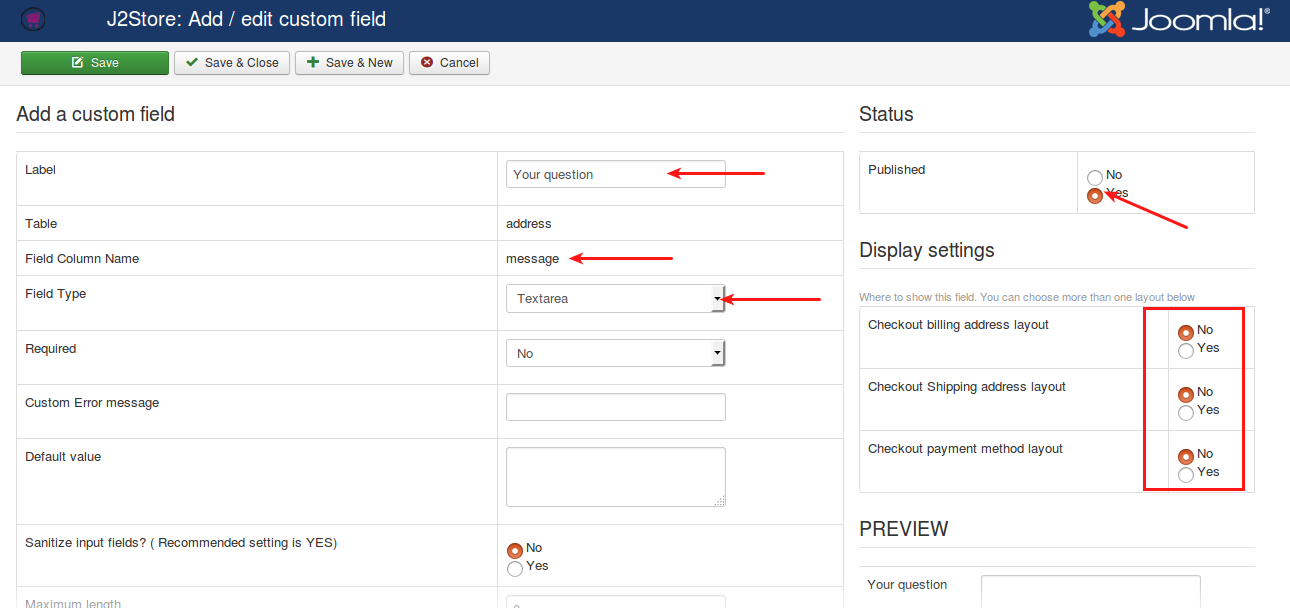 J2Store: Add / edit custom field
Joomla!®
Save
Save & Close
Save & New
Cancel
Add a custom field
Label
Your question
Table
address
Field Column Name
message
Field Type
Textarea
Required
No
Custom Error message
Default value
Sanitize input fields? ( Recommended setting is YES)
No
Yes
Maximum length
Status
Published
No
Yes
Display settings
Where to show this field. You can choose more than one layout below
Checkout billing address layout
No
Yes
Checkout Shipping address layout
No
Yes
Checkout payment method layout
No
Yes
PREVIEW
Your question